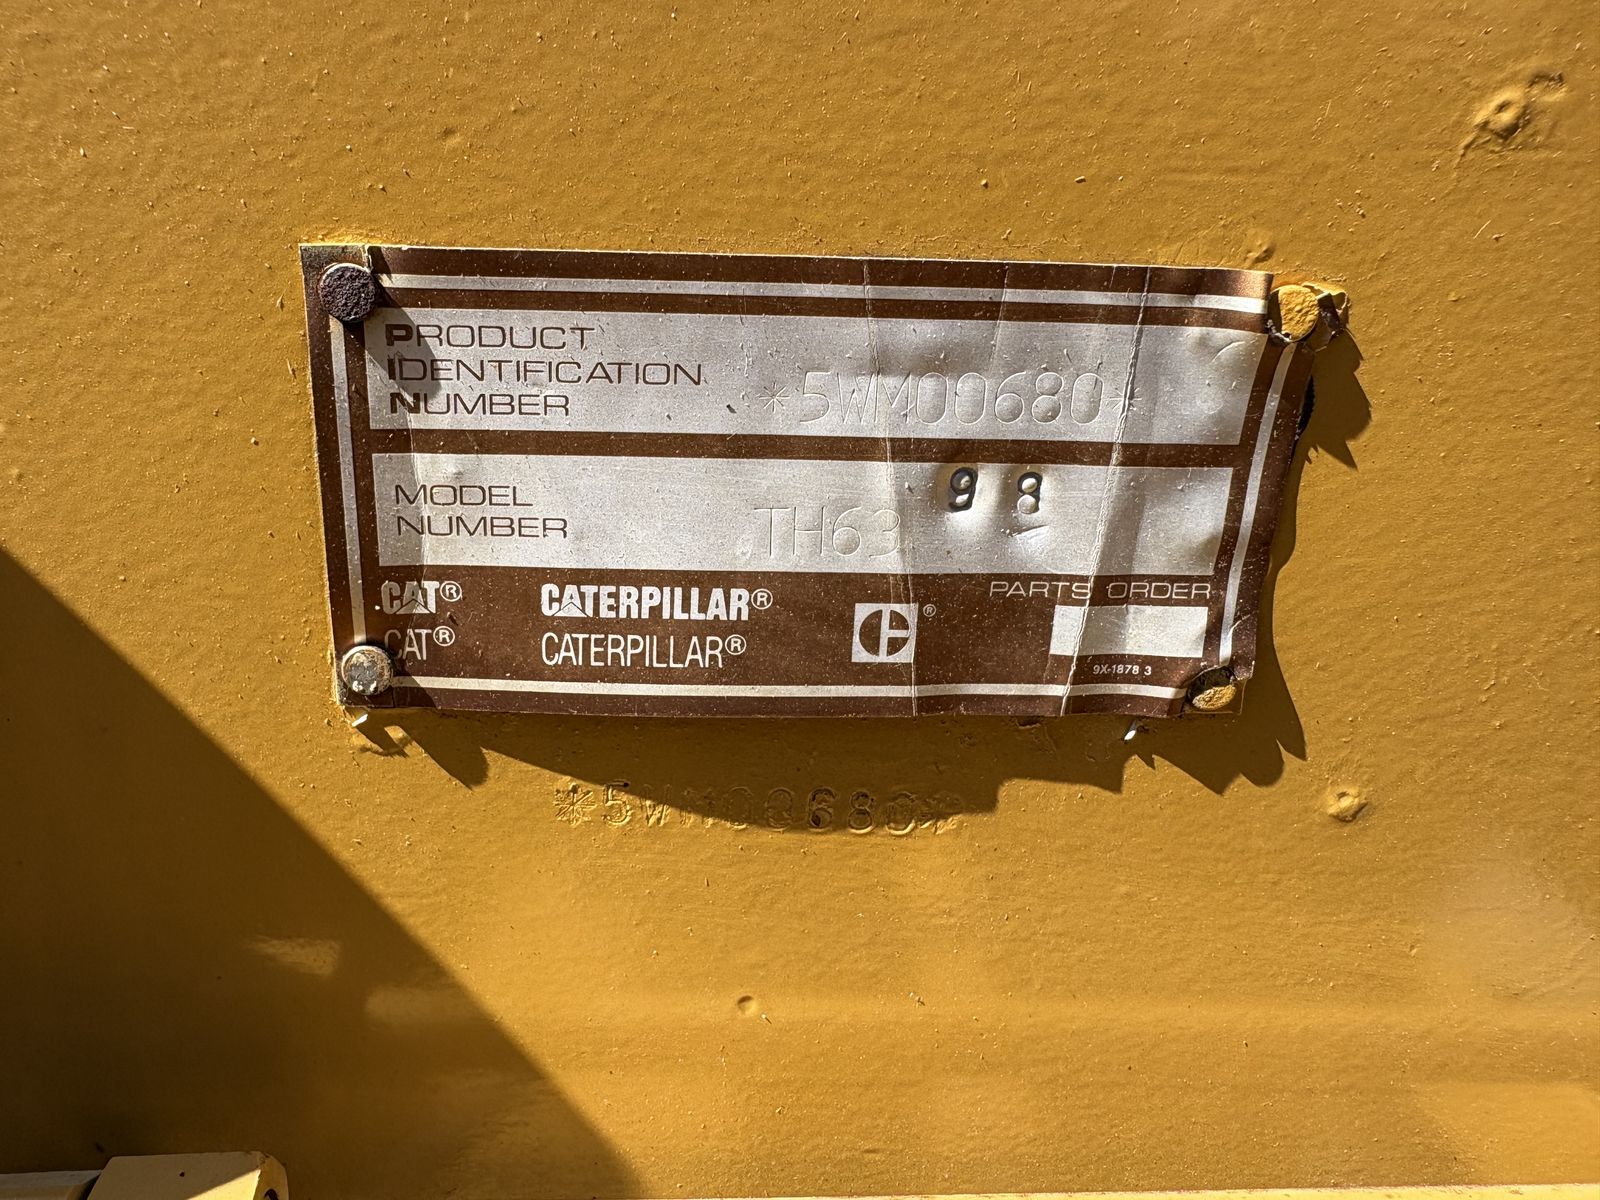 PRODUCT
IDENTIFICATION
NUMBER
*5WM00680*
MODEL
NUMBER
TH63
98
CAT® CATERPILLAR® ®
CAT® CATERPILLAR®
PARTS ORDER
9X-1878 3
*5WM00680*